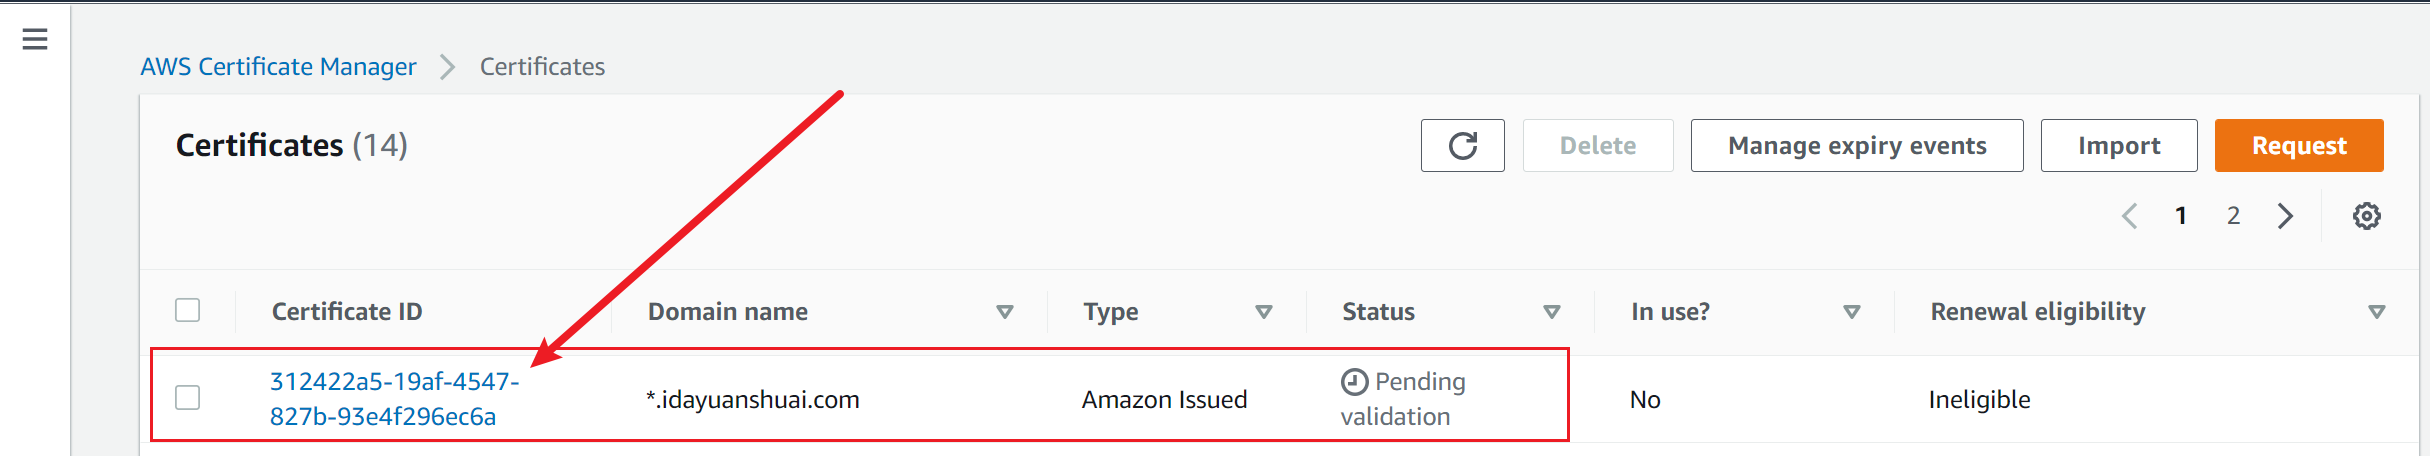 AWS Certificate Manager > Certificates
Certificates (14)
Delete
Manage expiry events
Import
Request
1 2
Certificate ID Domain name Type Status In use? Renewal eligibility
312422a5-19af-4547-
827b-93e4f296ec6a
*.idayuanshuai.com
Amazon Issued
Pending
validation
No
Ineligible